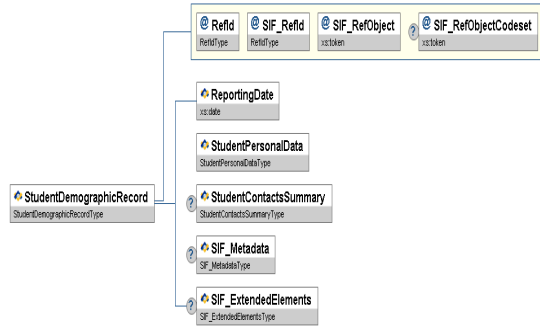 @ RefId
RefIdType
@ SIF_RefId
RefIdType
@ SIF_RefObject
xs:token
? @ SIF_RefObjectCodeset
xs:token
ReportingDate
xs:date
StudentPersonalData
StudentPersonalDataType
StudentDemographicRecord
StudentDemographicRecordType
? StudentContactsSummary
StudentContactsSummaryType
? SIF_Metadata
SIF_MetadataType
? SIF_ExtendedElements
SIF_ExtendedElementsType